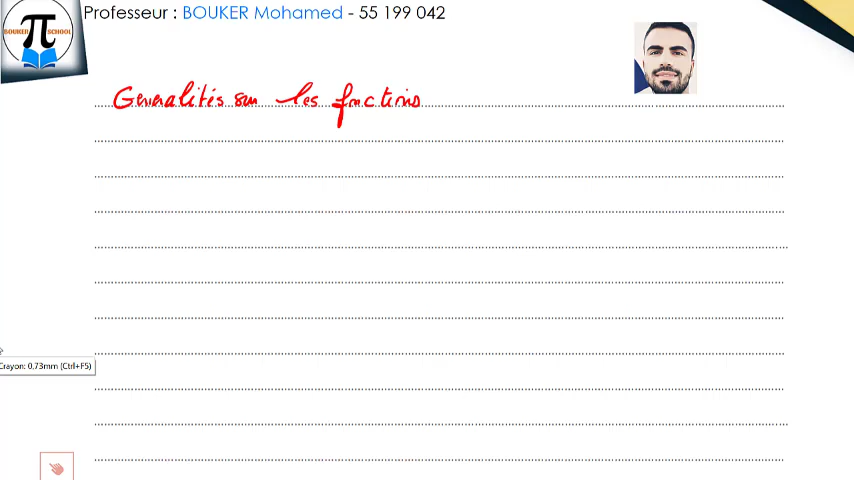 Professeur : BOUKER Mohamed - 55 199 042
BOUKER π SCHOOL
Generalités sur les fonctions
Crayon: 0,73mm (Ctrl+F5)